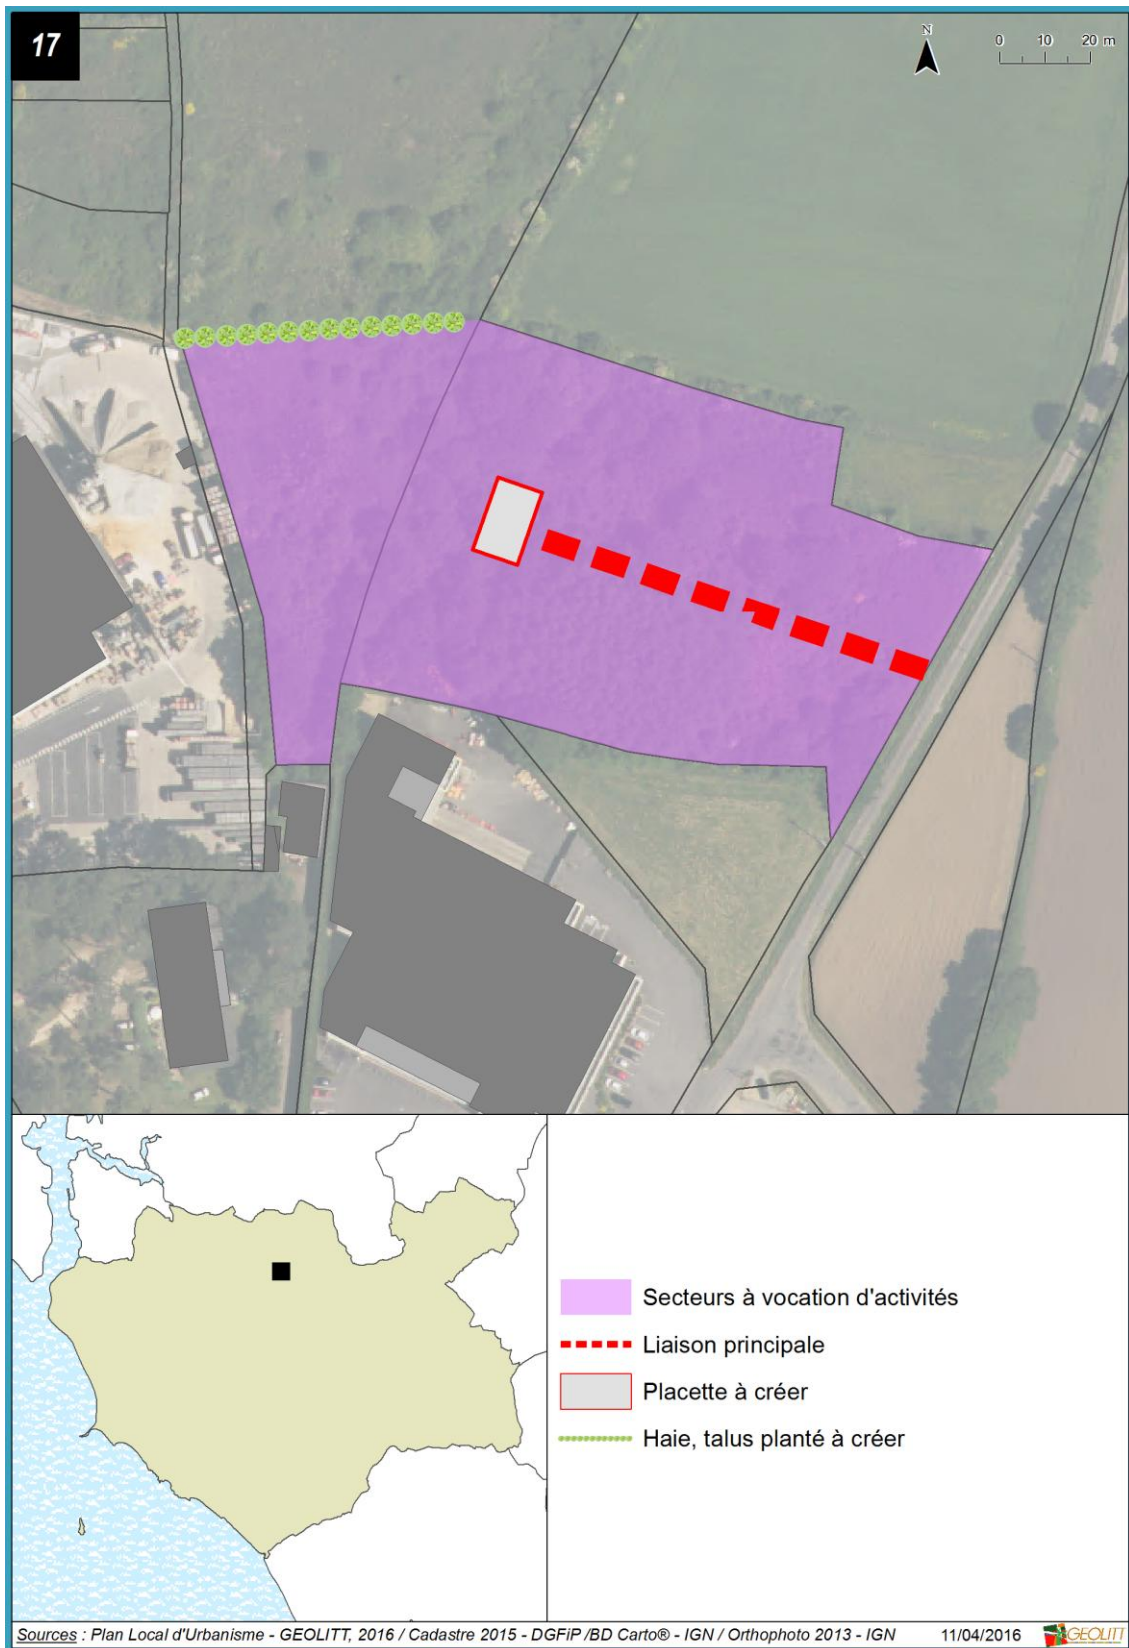 17
N
0 10 20 m
Secteurs à vocation d'activités
Liaison principale
Placette à créer
Haie, talus planté à créer
Sources : Plan Local d'Urbanisme - GEOLITT, 2016 / Cadastre 2015 - DGFiP /BD Carto® - IGN / Orthophoto 2013 - IGN 11/04/2016 GEOLITT